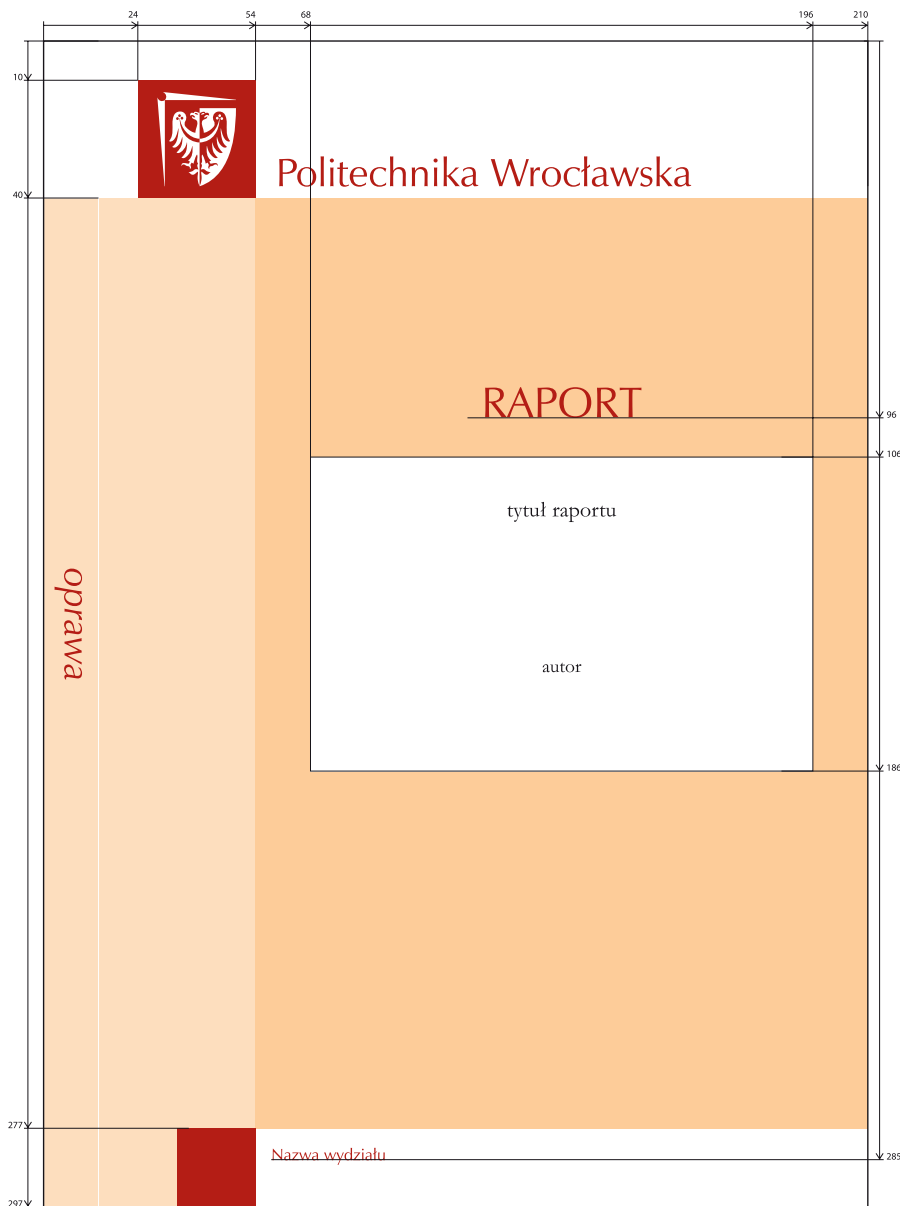 24 54 68 196 210
10
Politechnika Wrocławska
40
RAPORT
96
106
tytuł raportu
oprawa
autor
186
277
Nazwa wydziału
285
297